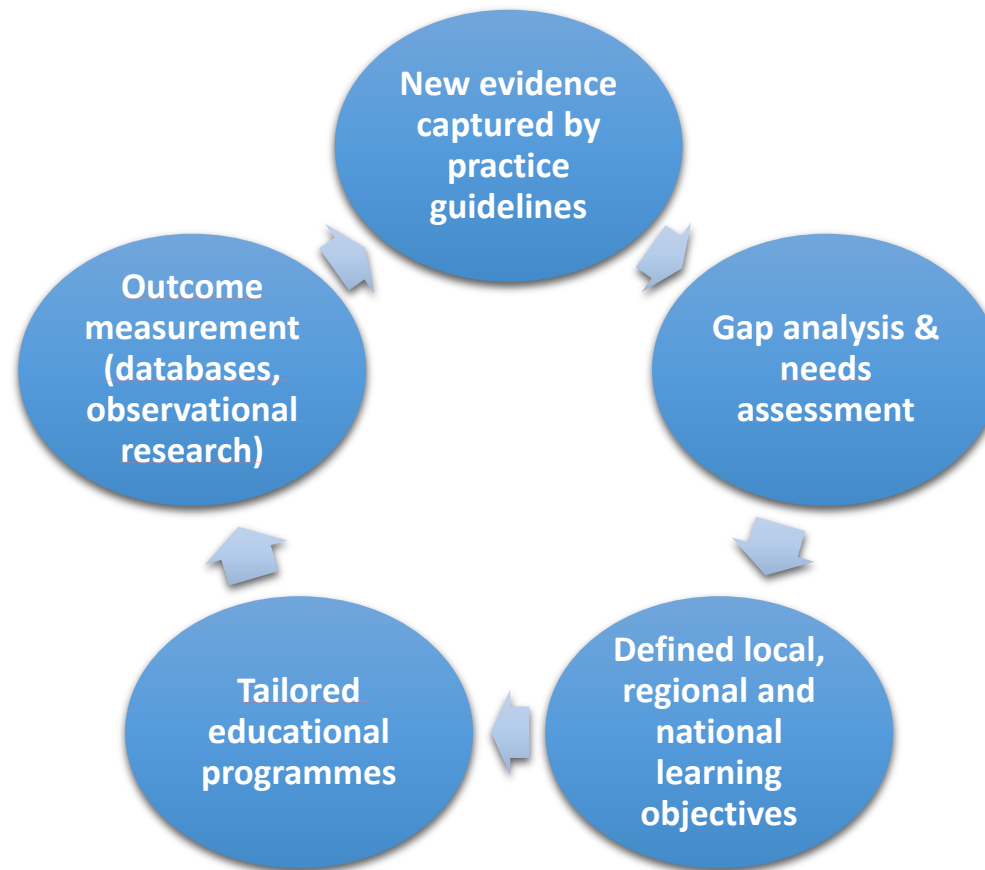 New evidence
captured by
practice
guidelines
Gap analysis &
needs
assessment
Defined local,
regional and
national
learning
objectives
Tailored
educational
programmes
Outcome
measurement
(databases,
observational
research)